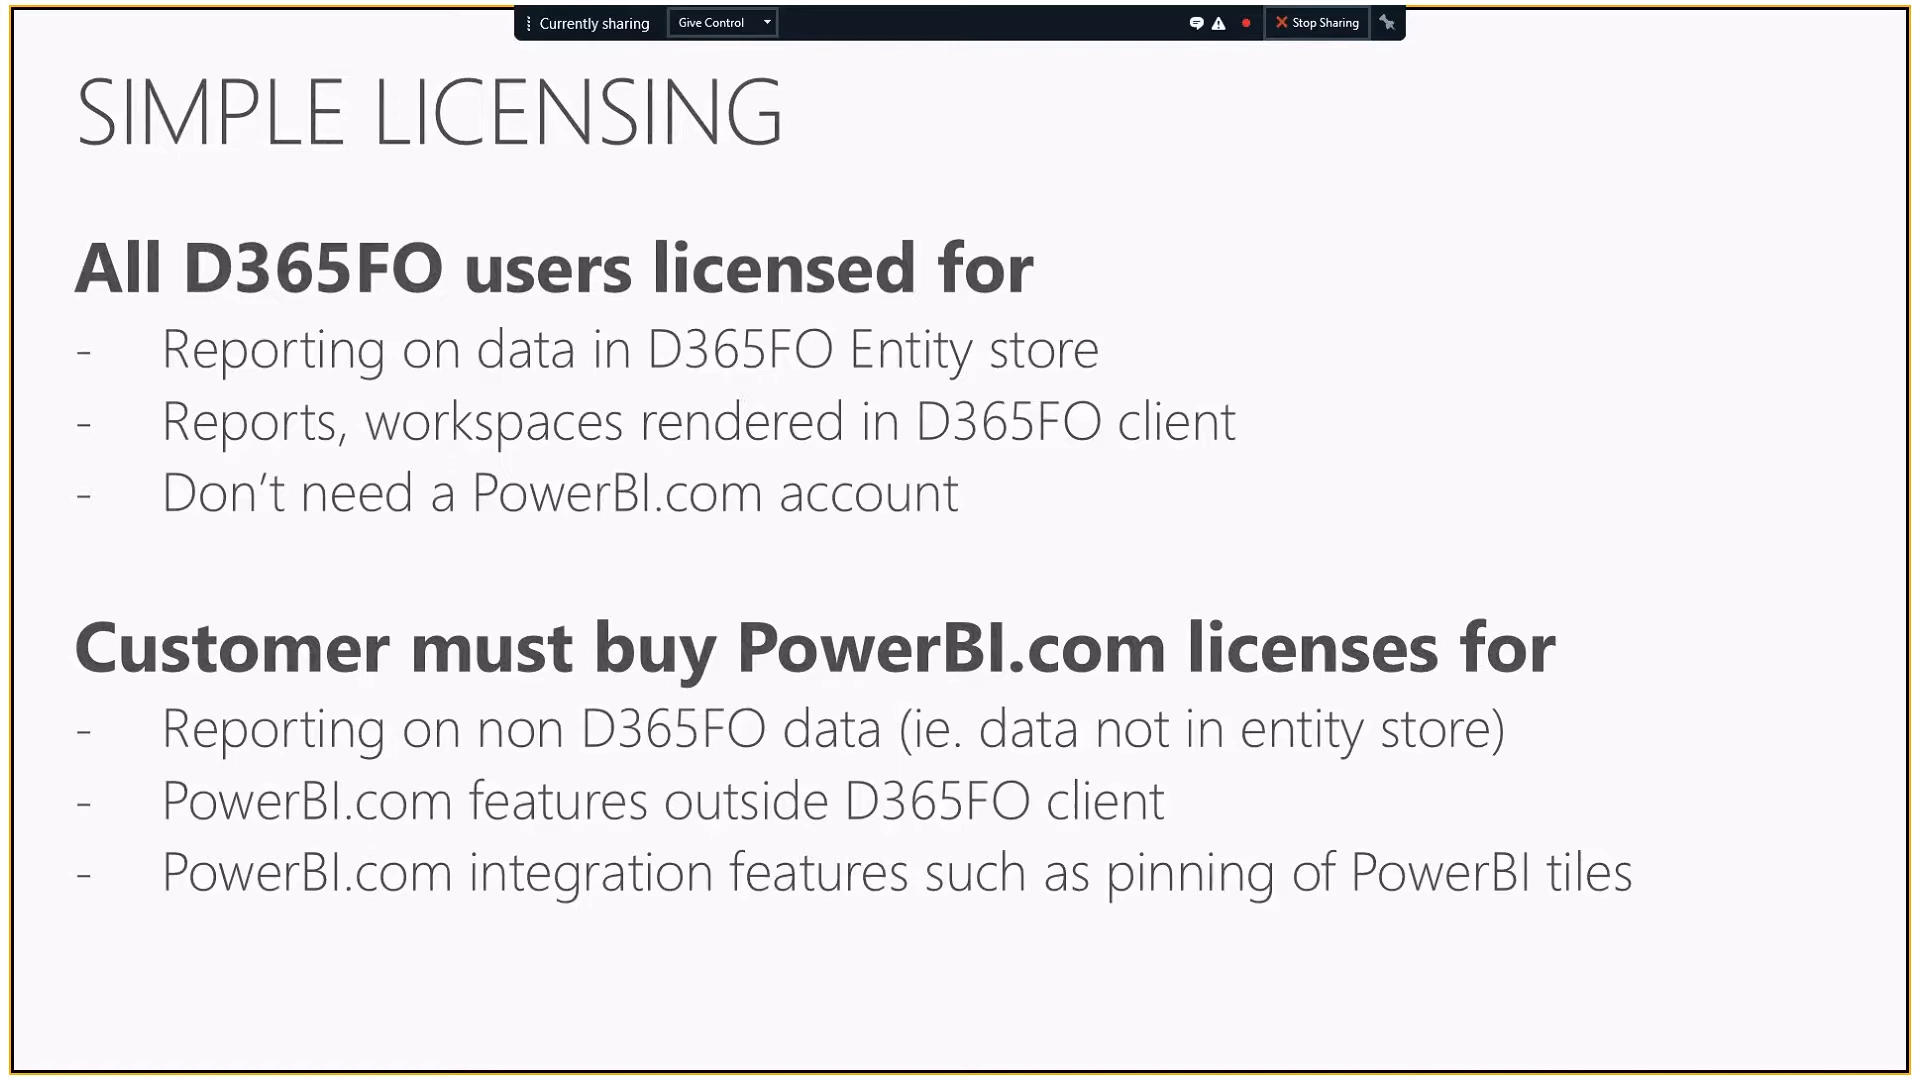 Currently sharing
Give Control
Stop Sharing
SIMPLE LICENSING
All D365FO users licensed for
- Reporting on data in D365FO Entity store
- Reports, workspaces rendered in D365FO client
- Don’t need a PowerBI.com account
Customer must buy PowerBI.com licenses for
- Reporting on non D365FO data (ie. data not in entity store)
- PowerBI.com features outside D365FO client
- PowerBI.com integration features such as pinning of PowerBI tiles